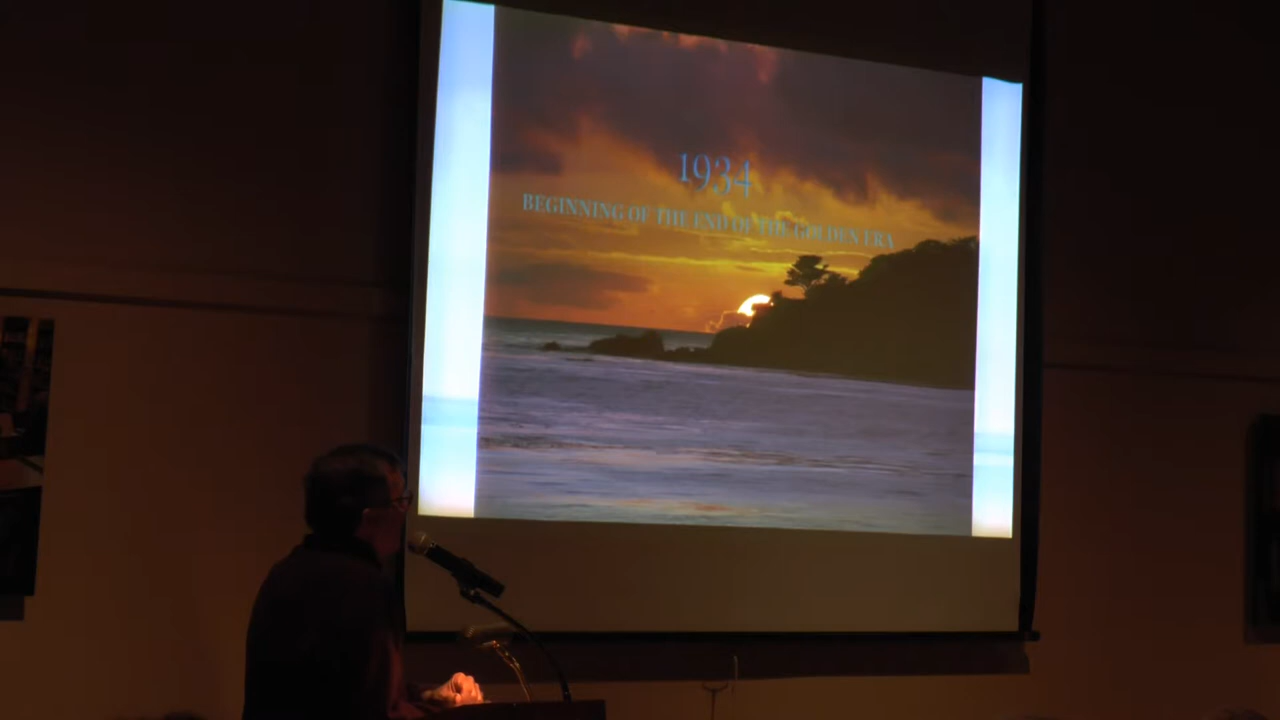 1934
BEGINNING OF THE END OF THE GOLDEN ERA